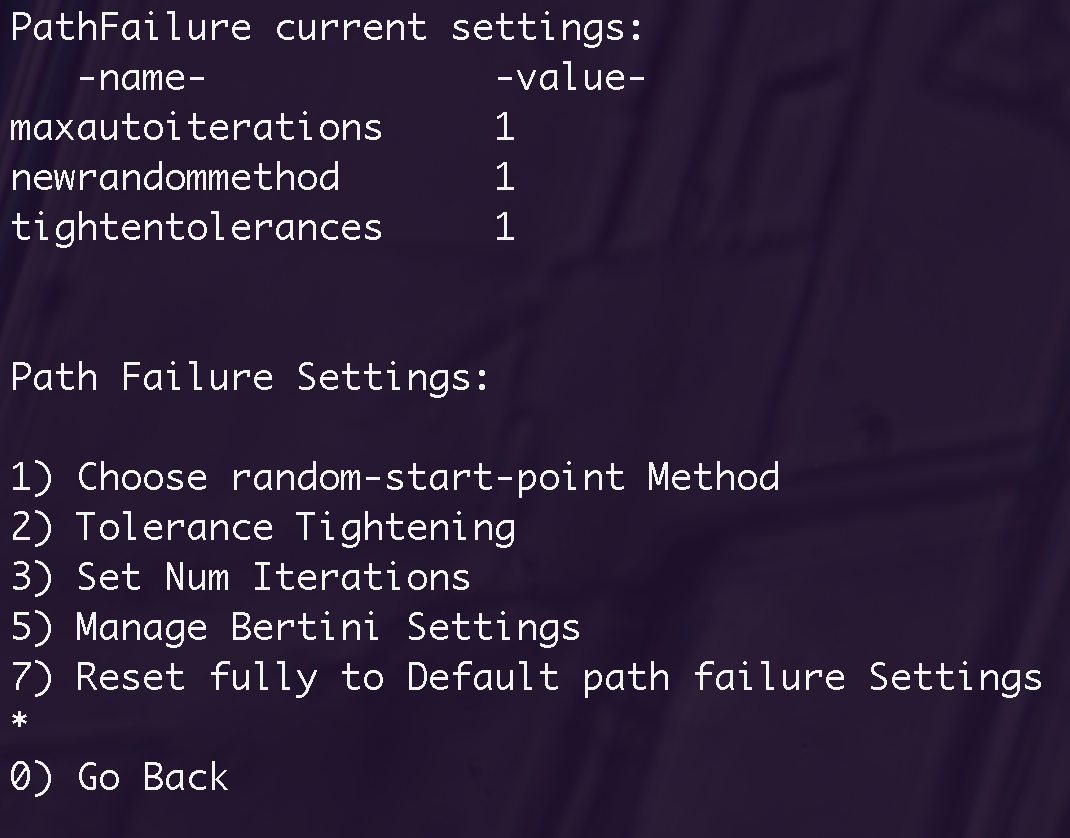 PathFailure current settings:
-name- -value-
maxautoiterations 1
newrandommethod 1
tightentolerances 1
Path Failure Settings:
1) Choose random-start-point Method
2) Tolerance Tightening
3) Set Num Iterations
5) Manage Bertini Settings
7) Reset fully to Default path failure Settings
*
0) Go Back